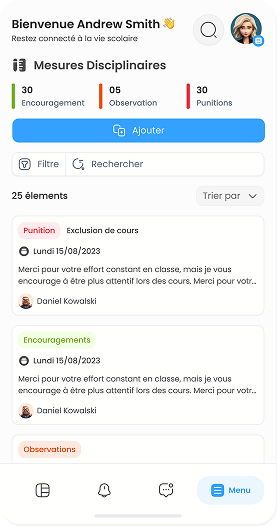 Bienvenue Andrew Smith 👋
Restez connecté à la vie scolaire
Mesures Disciplinaires
30
Encouragement
05
Observation
30
Punitions
Ajouter
Filtre
Rechercher
25 élements
Trier par
Punition
Exclusion de cours
Lundi 15/08/2023
Merci pour votre effort constant en classe, mais je vous
encourage à être plus attentif lors des cours. Merci pour votr...
Daniel Kowalski
Encouragements
Lundi 15/08/2023
Merci pour votre effort constant en classe, mais je vous
encourage à être plus attentif lors des cours. Merci pour votr...
Daniel Kowalski
Observations
Menu